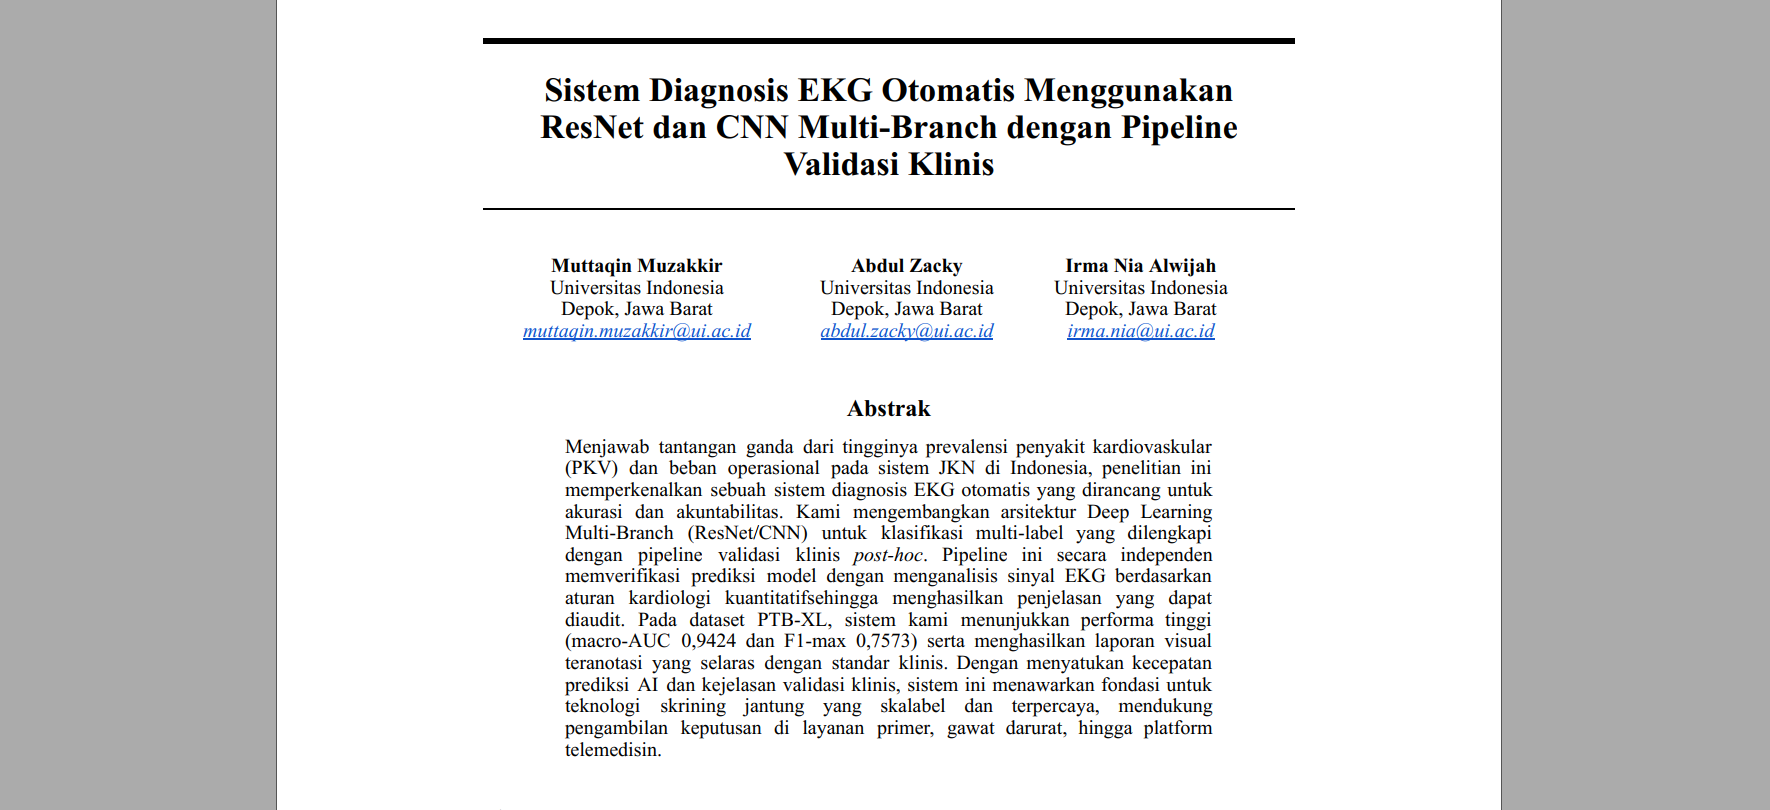 Sistem Diagnosis EKG Otomatis Menggunakan
ResNet dan CNN Multi-Branch dengan Pipeline
Validasi Klinis
Muttaqin Muzakkir
Universitas Indonesia
Depok, Jawa Barat
muttaqin.muzakkir@ui.ac.id
Abdul Zacky
Universitas Indonesia
Depok, Jawa Barat
abdul.zacky@ui.ac.id
Irma Nia Alwijah
Universitas Indonesia
Depok, Jawa Barat
irma.nia@ui.ac.id
Abstrak
Menjawab tantangan ganda dari tingginya prevalensi penyakit kardiovaskular
(PKV) dan beban operasional pada sistem JKN di Indonesia, penelitian ini
memperkenalkan sebuah sistem diagnosis EKG otomatis yang dirancang untuk
akurasi dan akuntabilitas. Kami mengembangkan arsitektur Deep Learning
Multi-Branch (ResNet/CNN) untuk klasifikasi multi-label yang dilengkapi
dengan pipeline validasi klinis post-hoc. Pipeline ini secara independen
memverifikasi prediksi model dengan menganalisis sinyal EKG berdasarkan
aturan kardiologi kuantitatifsehingga menghasilkan penjelasan yang dapat
diaudit. Pada dataset PTB-XL, sistem kami menunjukkan performa tinggi
(macro-AUC 0,9424 dan F1-max 0,7573) serta menghasilkan laporan visual
teranotasi yang selaras dengan standar klinis. Dengan menyatukan kecepatan
prediksi AI dan kejelasan validasi klinis, sistem ini menawarkan fondasi untuk
teknologi skrining jantung yang skalabel dan terpercaya, mendukung
pengambilan keputusan di layanan primer, gawat darurat, hingga platform
telemedisin.